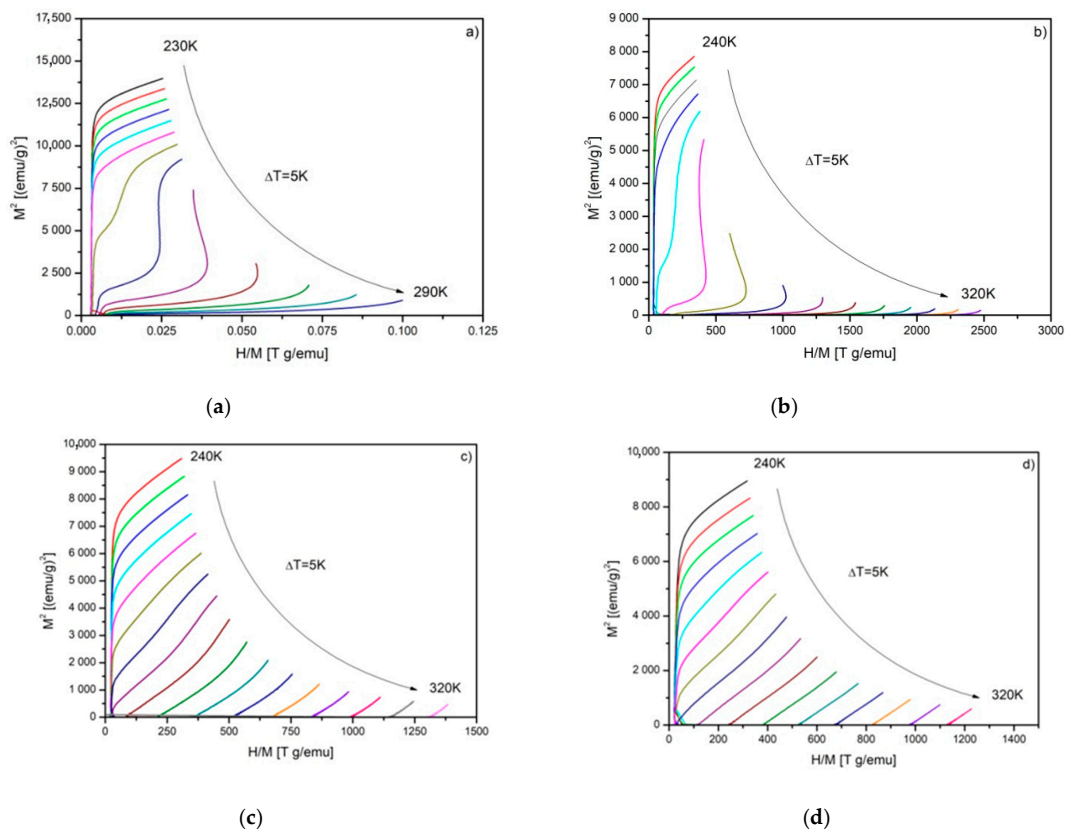 a)
230K
ΔT=5K
290K
17,500
15,000
12,500
10,000
7,500
5,000
2,500
0
M² [(emu/g)²]
0.000 0.025 0.050 0.075 0.100 0.125
H/M [T g/emu]
(a)
b)
240K
ΔT=5K
320K
9 000
8 000
7 000
6 000
5 000
4 000
3 000
2 000
1 000
0
M² [(emu/g)²]
0 500 1000 1250 1500 1750 2000 2250 2500 3000
H/M [T g/emu]
(b)
c)
240K
ΔT=5K
320K
10,000
9 000
8 000
7 000
6 000
5 000
4 000
3 000
2 000
1 000
0
M² [(emu/g)²]
0 250 500 750 1000 1250 1500
H/M [T g/emu]
(c)
d)
240K
ΔT=5K
320K
10,000
8 000
6 000
4 000
2 000
0
M² [(emu/g)²]
0 200 400 600 800 1000 1200 1400
H/M [T g/emu]
(d)